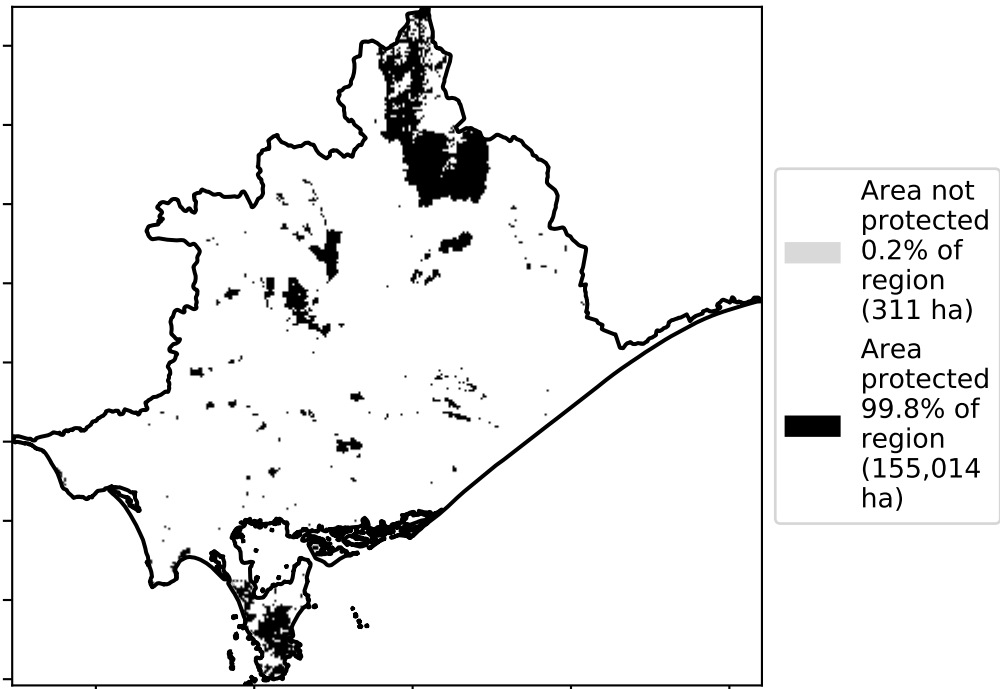 Area not
protected
0.2% of
region
(311 ha)
Area
protected
99.8% of
region
(155,014
ha)